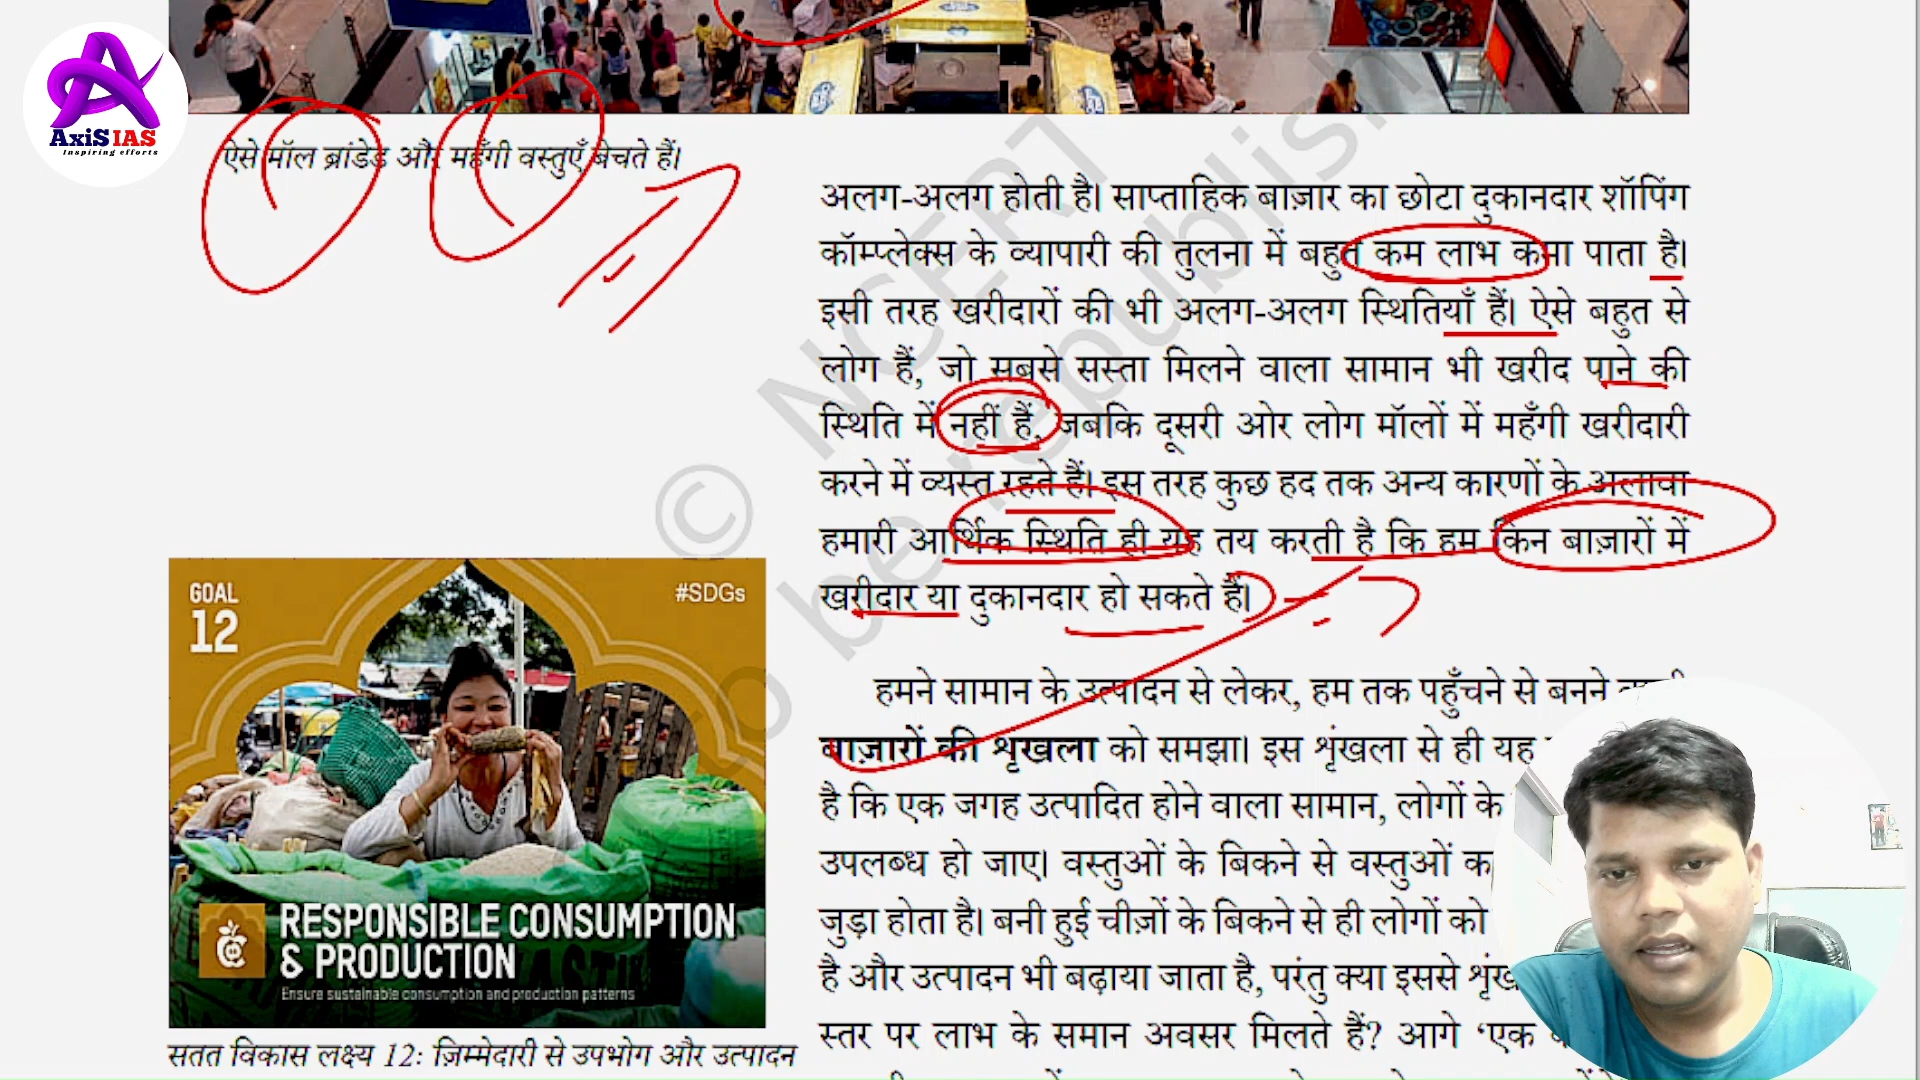 AxiS IAS
Inspiring efforts
ऐसे मॉल ब्रांडेड और महँगी वस्तुएँ बेचते हैं।
अलग-अलग होती है। साप्ताहिक बाज़ार का छोटा दुकानदार शॉपिंग
कॉम्प्लेक्स के व्यापारी की तुलना में बहुत कम लाभ कमा पाता है।
इसी तरह खरीदारों की भी अलग-अलग स्थितियाँ हैं। ऐसे बहुत से
लोग हैं, जो सबसे सस्ता मिलने वाला सामान भी खरीद पाने की
स्थिति में नहीं हैं, जबकि दूसरी ओर लोग मॉलों में महँगी खरीदारी
करने में व्यस्त रहते हैं। इस तरह कुछ हद तक अन्य कारणों के अलावा
हमारी आर्थिक स्थिति ही यह तय करती है कि हम किन बाज़ारों में
खरीदार या दुकानदार हो सकते हैं।
हमने सामान के उत्पादन से लेकर, हम तक पहुँचने से बनने
बाज़ारों की शृंखला को समझा। इस शृंखला से ही यह
है कि एक जगह उत्पादित होने वाला सामान, लोगों के
उपलब्ध हो जाए। वस्तुओं के बिकने से वस्तुओं
जुड़ा होता है। बनी हुई चीज़ों के बिकने से ही लोगों को
है और उत्पादन भी बढ़ाया जाता है, परंतु क्या इससे
स्तर पर लाभ के समान अवसर मिलते हैं? आगे ‘एक
GOAL
12
#SDGs
RESPONSIBLE CONSUMPTION
& PRODUCTION
Ensure sustainable consumption and production patterns
सतत विकास लक्ष्य 12: ज़िम्मेदारी से उपभोग और उत्पादन
© NCERT
to be republish